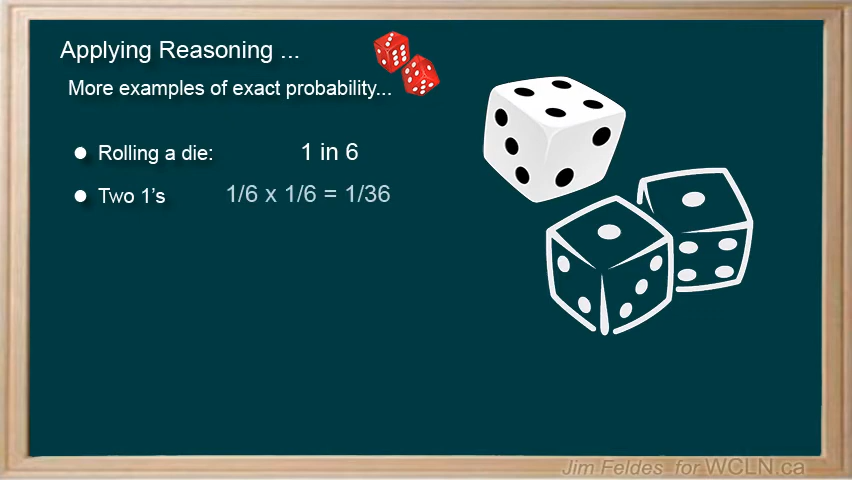 Applying Reasoning ...
More examples of exact probability...
● Rolling a die: 1 in 6
● Two 1's 1/6 x 1/6 = 1/36
Jim Feldes for WCLN.ca